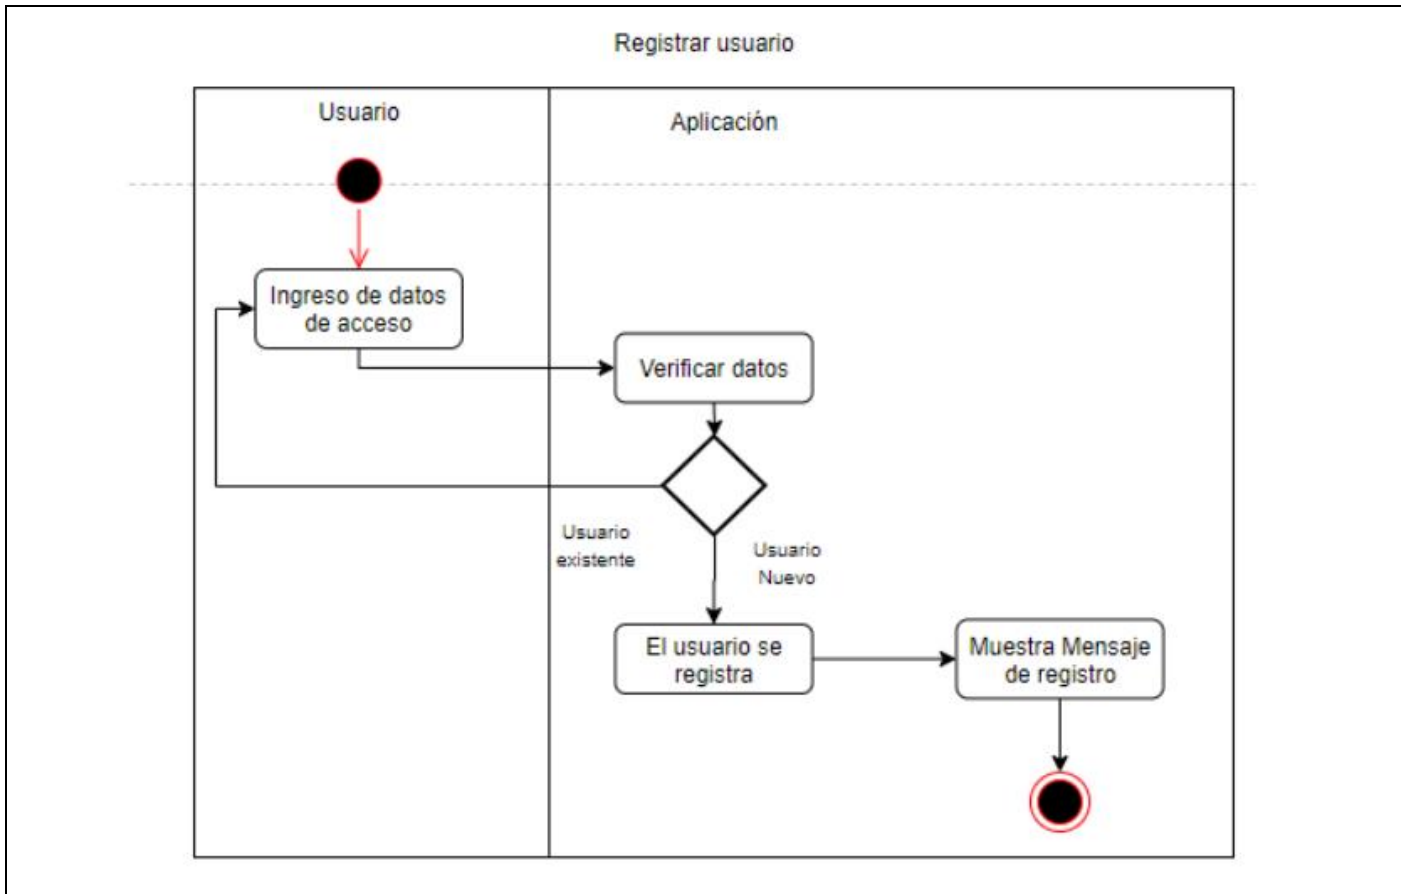 Registrar usuario
Usuario
Aplicación
Ingreso de datos
de acceso
Verificar datos
Usuario
existente
Usuario
Nuevo
El usuario se
registra
Muestra Mensaje
de registro